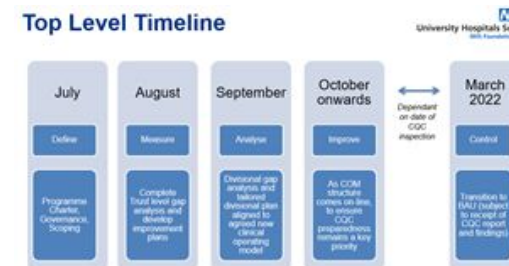 Top Level Timeline
University Hospitals
July
August
September
October
onwards
Dependant
on date of
CQC
inspection
March
2022
Define
Measure
Analyse
Improve
Control
Programme
Charter,
Governance,
Scoping
Complete
Trust level gap
analysis and
develop
improvement
plans
Divisional gap
analysis and
tailored
divisional plan
aligned to
agreed new
clinical
operating
model
As COM
structure
comes on-line,
to ensure
CQC
preparedness
remains a key
priority
Transition to
BAU (subject
to receipt of
CQC report
and findings)